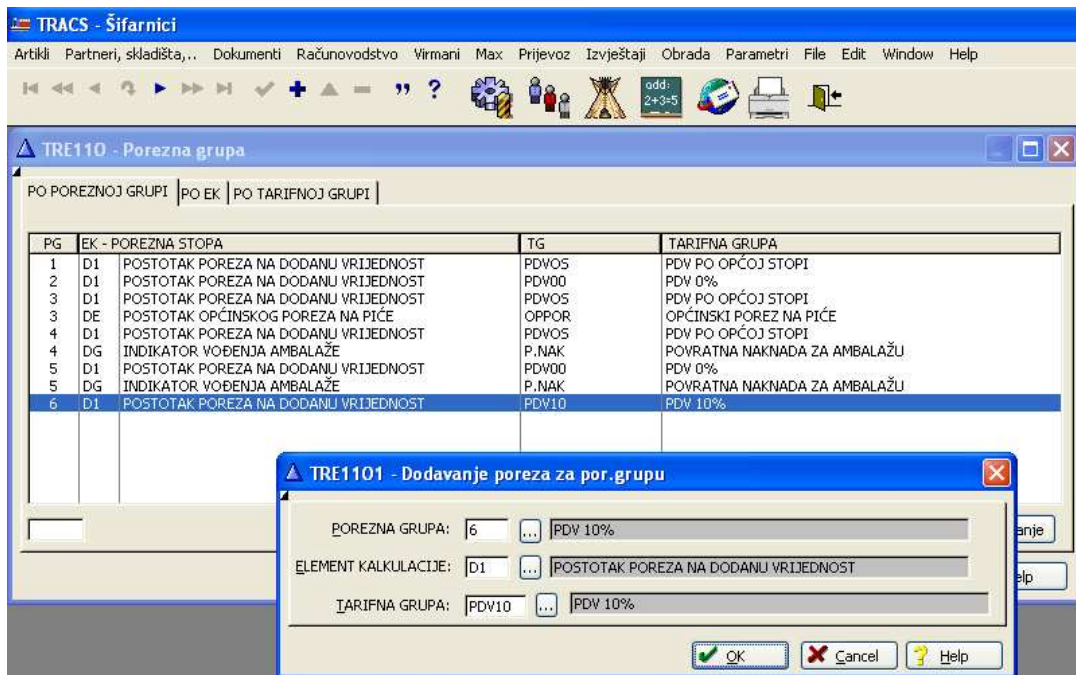 TRACS - Šifarnici
Artikli Partneri, skladišta,.. Dokumenti Računovodstvo Virmani Max Prijevoz Izvještaji Obrada Parametri File Edit Window Help
” ? add: 2+3=5
TRE110 - Porezna grupa
PO POREZNOJ GRUPI PO EK PO TARIFNOJ GRUPI
PG EK - POREZNA STOPA TG TARIFNA GRUPA
1 D1 POSTOTAK POREZA NA DODANU VRIJEDNOST PDVOS PDV PO OPĆOJ STOPI
2 D1 POSTOTAK POREZA NA DODANU VRIJEDNOST PDV00 PDV 0%
3 D1 POSTOTAK POREZA NA DODANU VRIJEDNOST PDVOS PDV PO OPĆOJ STOPI
3 DE POSTOTAK OPĆINSKOG POREZA NA PIĆE OPPOR OPĆINSKI POREZ NA PIĆE
4 D1 POSTOTAK POREZA NA DODANU VRIJEDNOST PDVOS PDV PO OPĆOJ STOPI
4 DG INDIKATOR VOĐENJA AMBALAŽE P.NAK POVRATNA NAKNADA ZA AMBALAŽU
5 D1 POSTOTAK POREZA NA DODANU VRIJEDNOST PDV00 PDV 0%
5 DG INDIKATOR VOĐENJA AMBALAŽE P.NAK POVRATNA NAKNADA ZA AMBALAŽU
6 D1 POSTOTAK POREZA NA DODANU VRIJEDNOST PDV10 PDV 10%
TRE1101 - Dodavanje poreza za por.grupu
POREZNA GRUPA: 6 ... PDV 10%
anje
ELEMENT KALKULACIJE: D1 ... POSTOTAK POREZA NA DODANU VRIJEDNOST
elp
TARIFNA GRUPA: PDV10 ... PDV 10%
OK Cancel Help